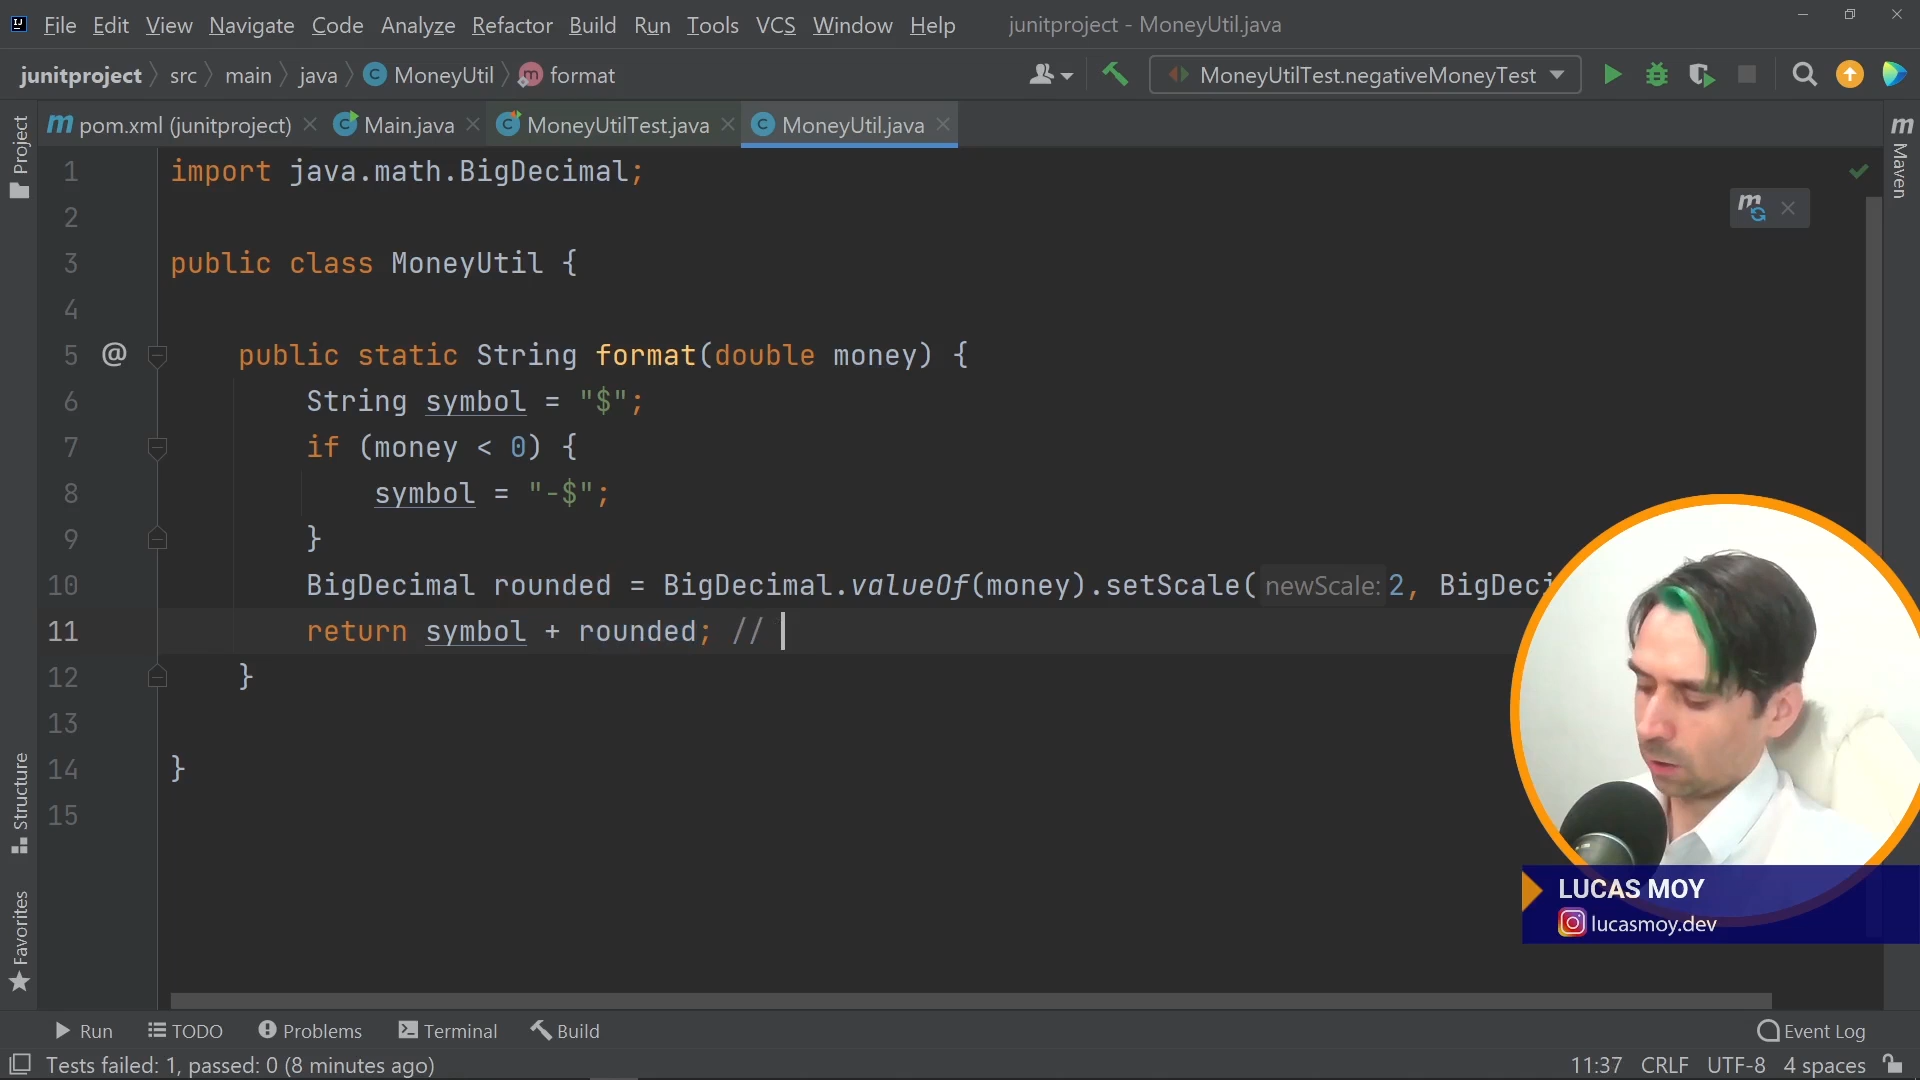 File Edit View Navigate Code Analyze Refactor Build Run Tools VCS Window Help junitproject - MoneyUtil.java
junitproject src main java MoneyUtil format MoneyUtilTest.negativeMoneyTest
pom.xml (junitproject) Main.java MoneyUtilTest.java MoneyUtil.java
Project
Maven
1 import java.math.BigDecimal;
2
3 public class MoneyUtil {
4
5 @ public static String format(double money) {
6 String symbol = "$";
7 if (money < 0) {
8 symbol = "-$";
9 }
10 BigDecimal rounded = BigDecimal.valueOf(money).setScale( newScale: 2, BigDeci
11 return symbol + rounded; //
12 }
13
14 }
15
Structure
Favorites
LUCAS MOY
lucasmoy.dev
Run TODO Problems Terminal Build Event Log
Tests failed: 1, passed: 0 (8 minutes ago) 11:37 CRLF UTF-8 4 spaces